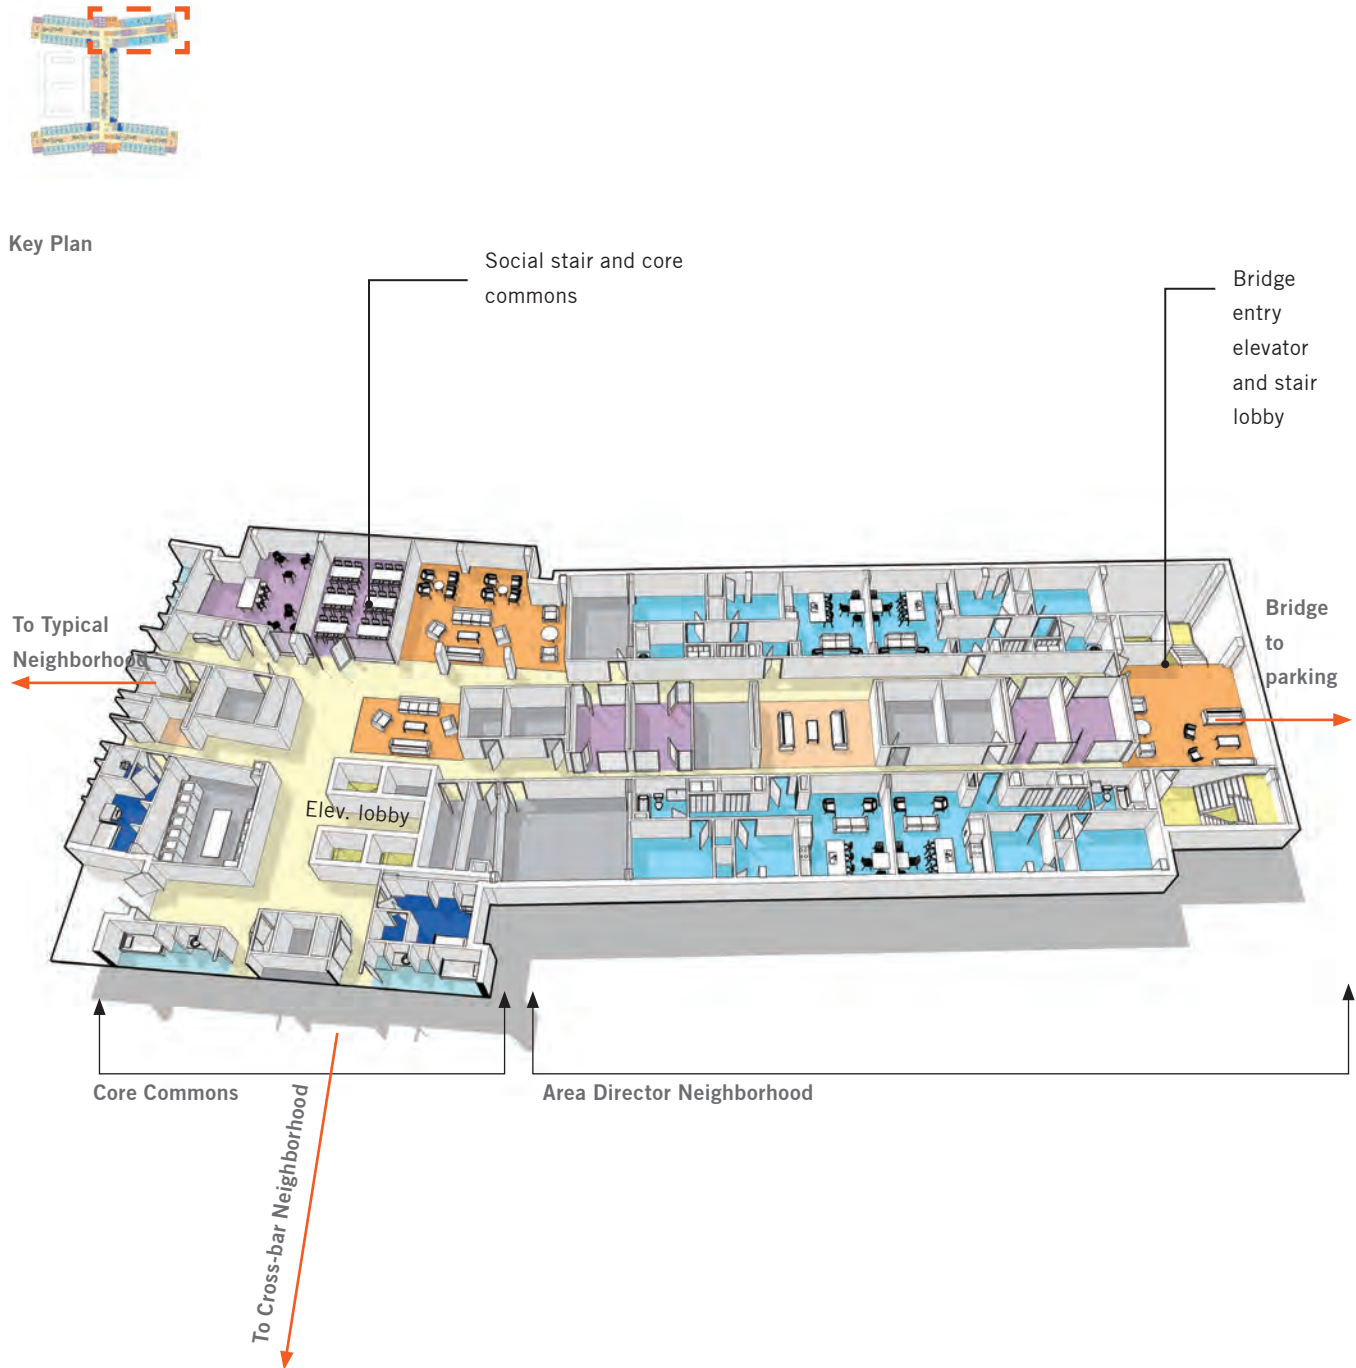 Key Plan
Social stair and core
commons
Bridge
entry
elevator
and stair
lobby
To Typical
Neighborhood
Bridge
to
parking
Elev. lobby
Core Commons
Area Director Neighborhood
To Cross-bar Neighborhood